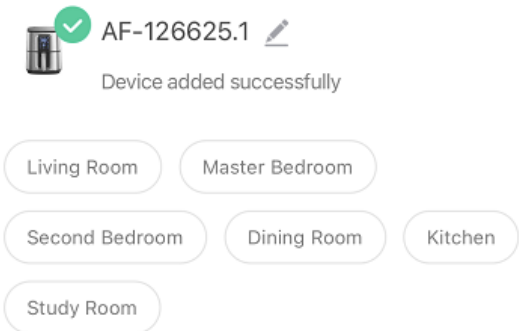 AF-126625.1
Device added successfully
Living Room Master Bedroom
Second Bedroom Dining Room Kitchen
Study Room